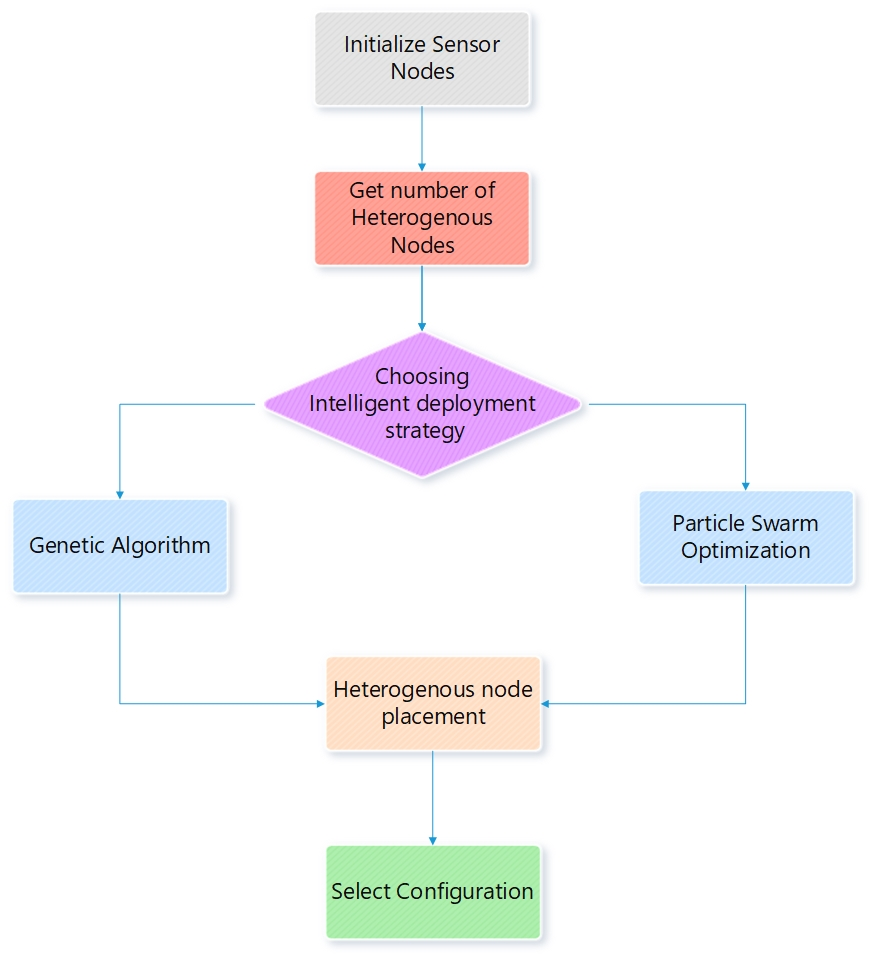 Initialize Sensor
Nodes
Get number of
Heterogenous
Nodes
Choosing
Intelligent deployment
strategy
Genetic Algorithm
Particle Swarm
Optimization
Heterogenous node
placement
Select Configuration